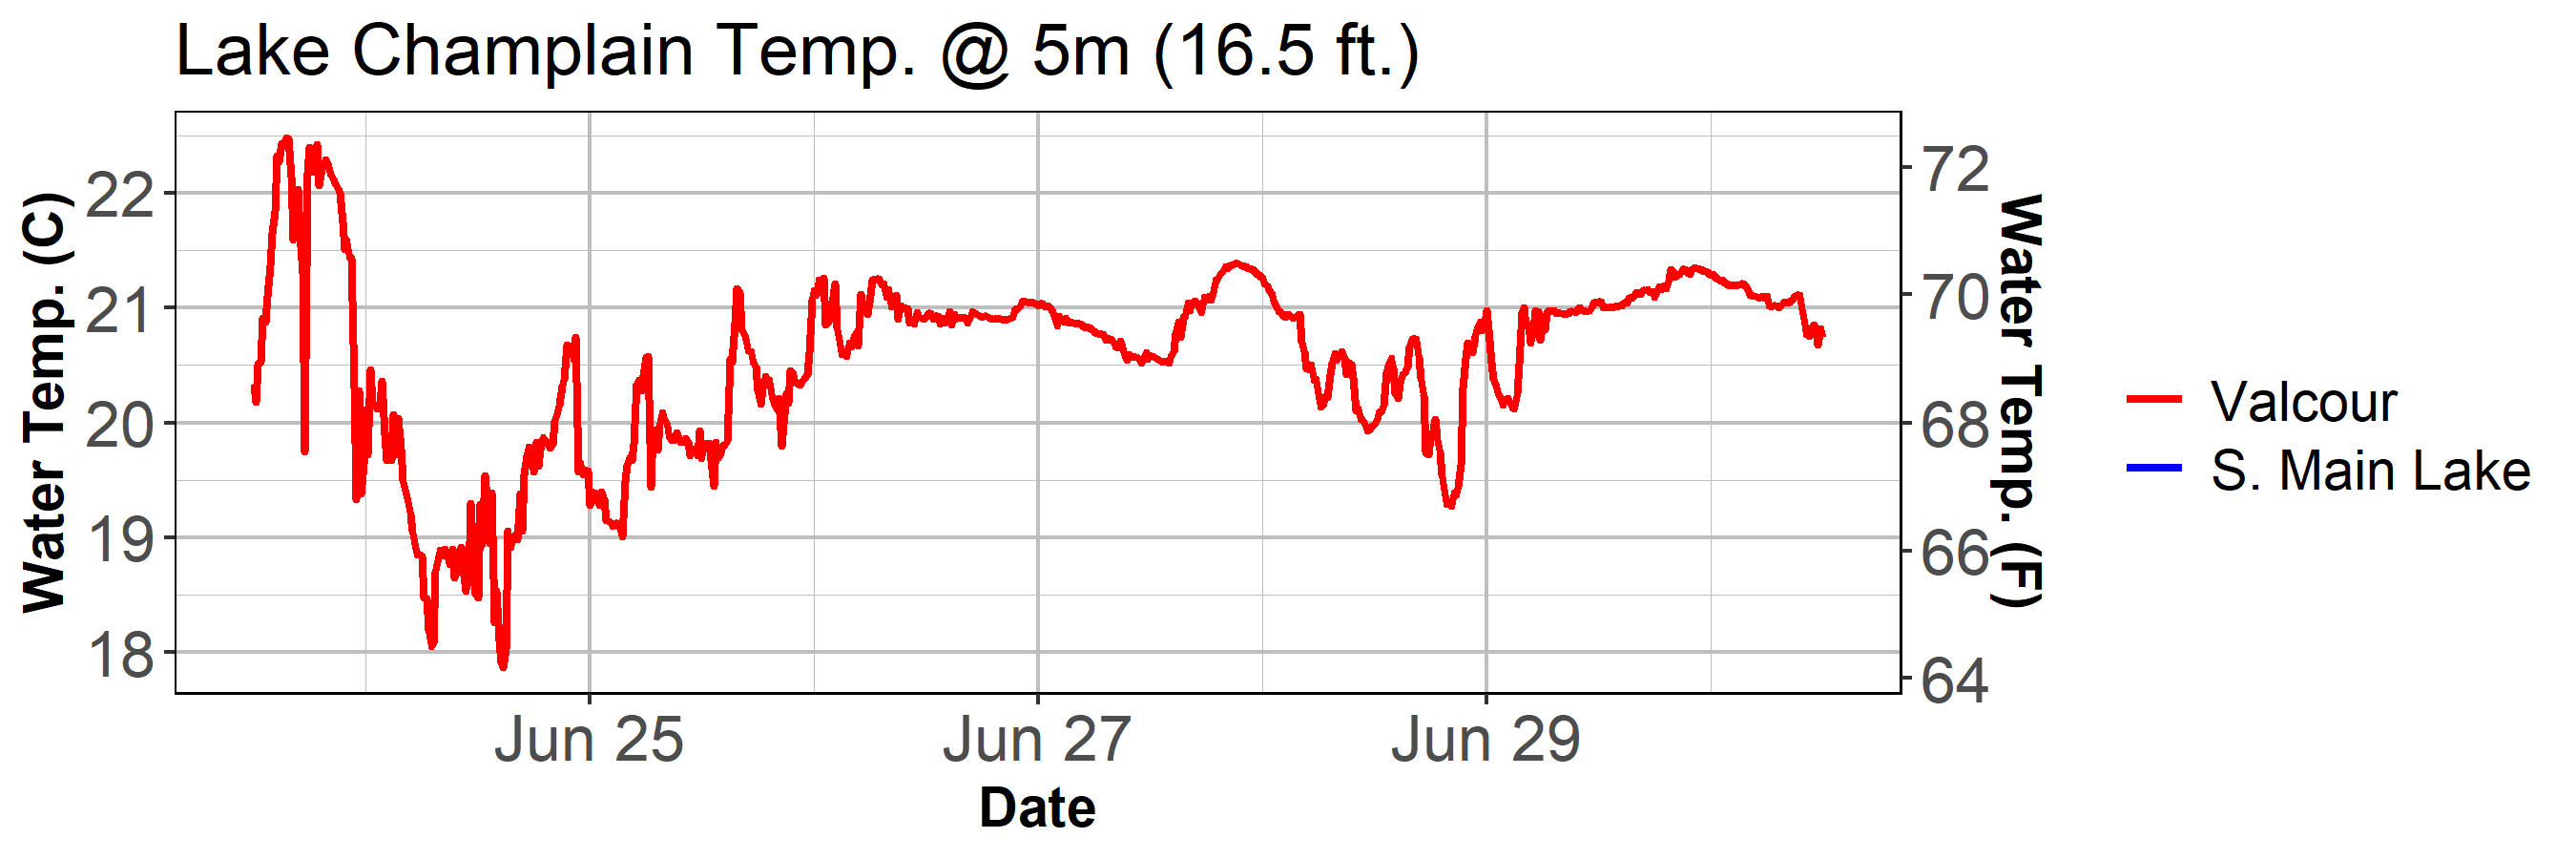 Lake Champlain Temp. @ 5m (16.5 ft.)
Water Temp. (C)
22
21
20
19
18
72
70
68
66
64
Water Temp. (F)
Jun 25
Jun 27
Jun 29
Date
Valcour
S. Main Lake